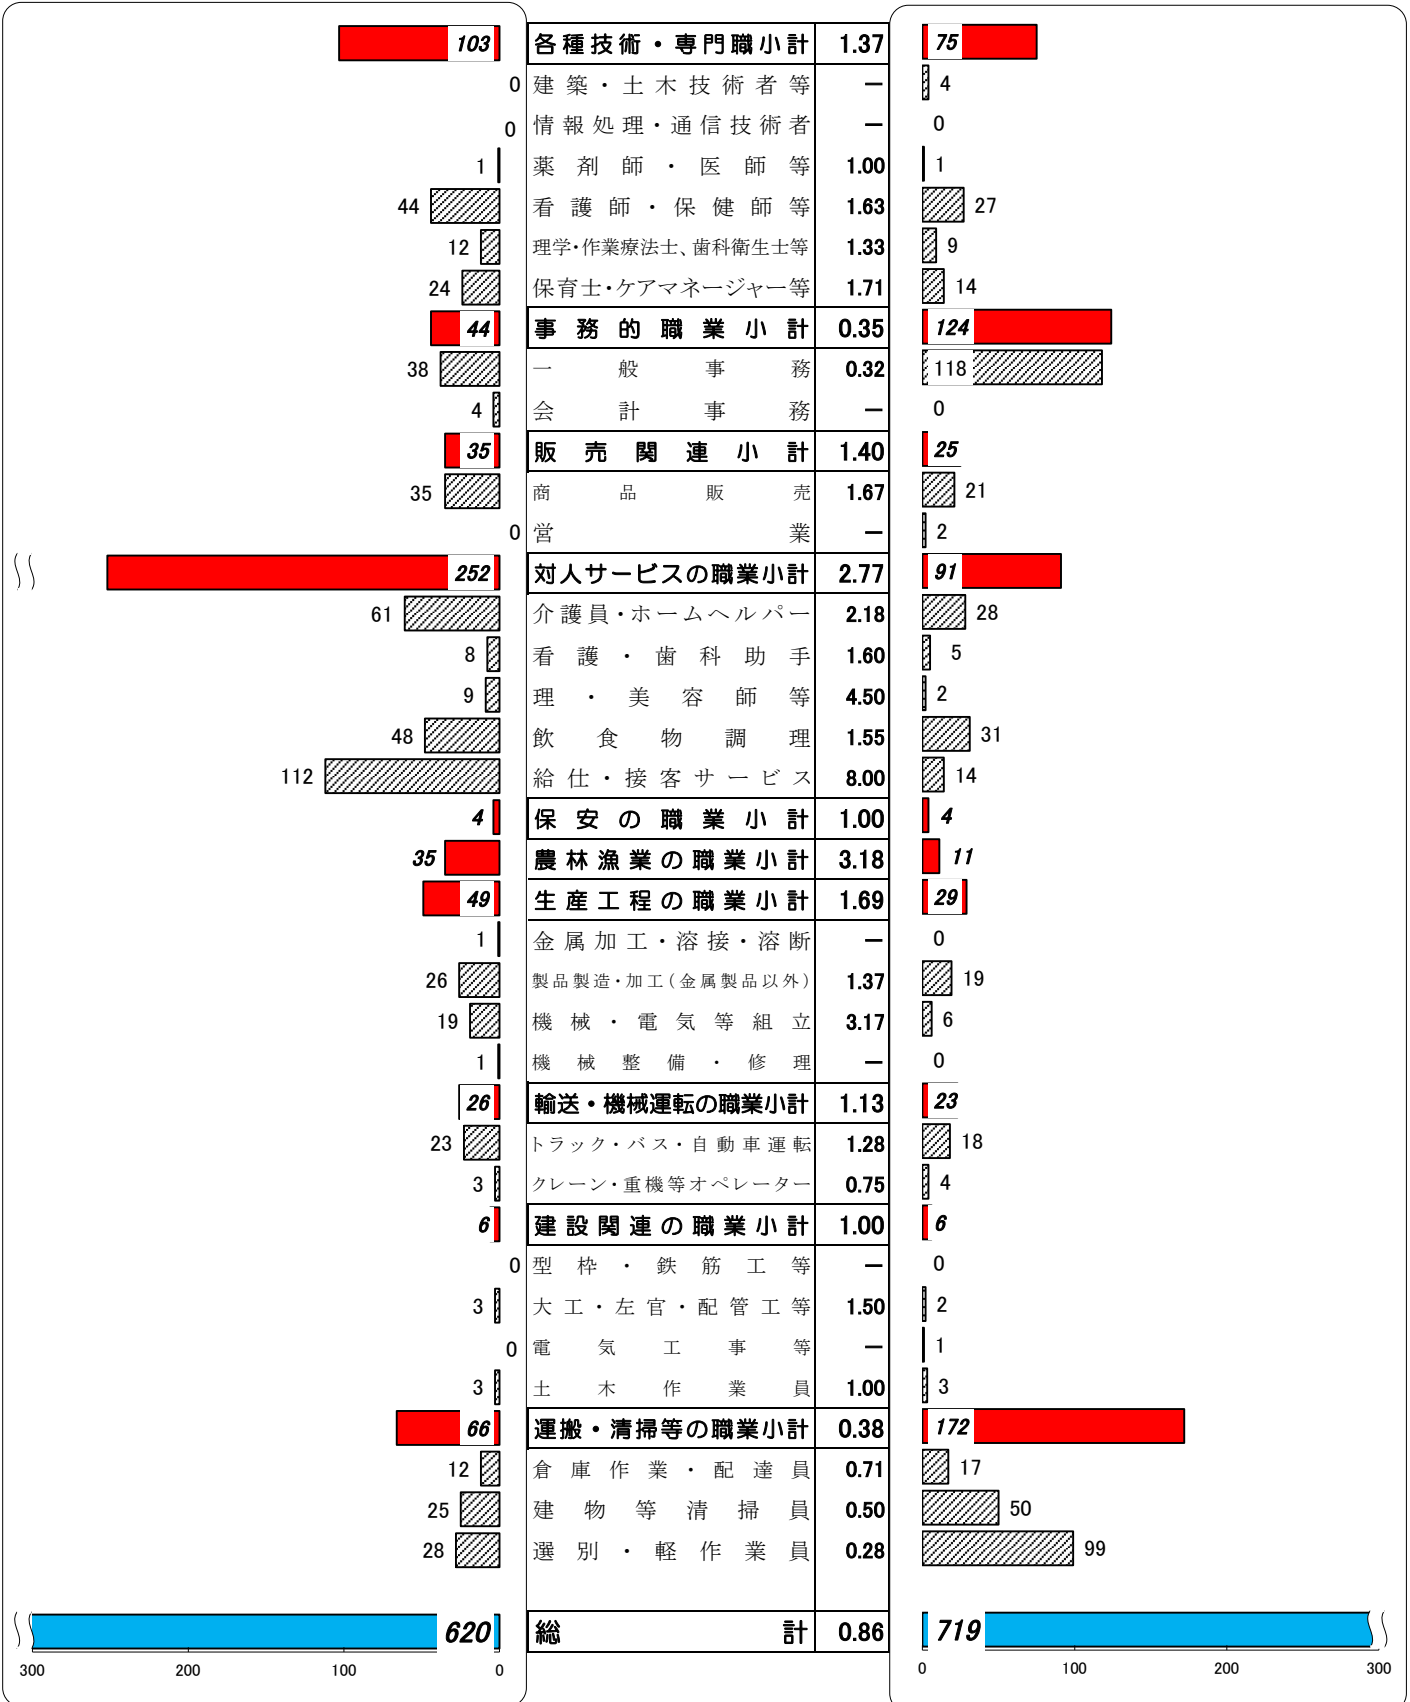 103 各種技術・専門職小計 1.37 75
0 建築・土木技術者等 － 4
0 情報処理・通信技術者 － 0
1 薬剤師・医師等 1.00 1
44 看護師・保健師等 1.63 27
12 理学・作業療法士、歯科衛生士等 1.33 9
24 保育士・ケアマネージャー等 1.71 14
44 事務的職業小計 0.35 124
38 一般事務 0.32 118
4 会計事務 － 0
35 販売関連小計 1.40 25
35 商品販売 1.67 21
0 営業 － 2
252 対人サービスの職業小計 2.77 91
61 介護員・ホームヘルパー 2.18 28
8 看護・歯科助手 1.60 5
9 理・美容師等 4.50 2
48 飲食物調理 1.55 31
112 給仕・接客サービス 8.00 14
4 保安の職業小計 1.00 4
35 農林漁業の職業小計 3.18 11
49 生産工程の職業小計 1.69 29
1 金属加工・溶接・溶断 － 0
26 製品製造・加工(金属製品以外) 1.37 19
19 機械・電気等組立 3.17 6
1 機械整備・修理 － 0
26 輸送・機械運転の職業小計 1.13 23
23 トラック・バス・自動車運転 1.28 18
3 クレーン・重機等オペレーター 0.75 4
6 建設関連の職業小計 1.00 6
0 型枠・鉄筋工等 － 0
3 大工・左官・配管工等 1.50 2
0 電気工事等 － 1
3 土木作業員 1.00 3
66 運搬・清掃等の職業小計 0.38 172
12 倉庫作業・配達員 0.71 17
25 建物等清掃員 0.50 50
28 選別・軽作業員 0.28 99
620 総計 0.86 719
300 200 100 0 0 100 200 300